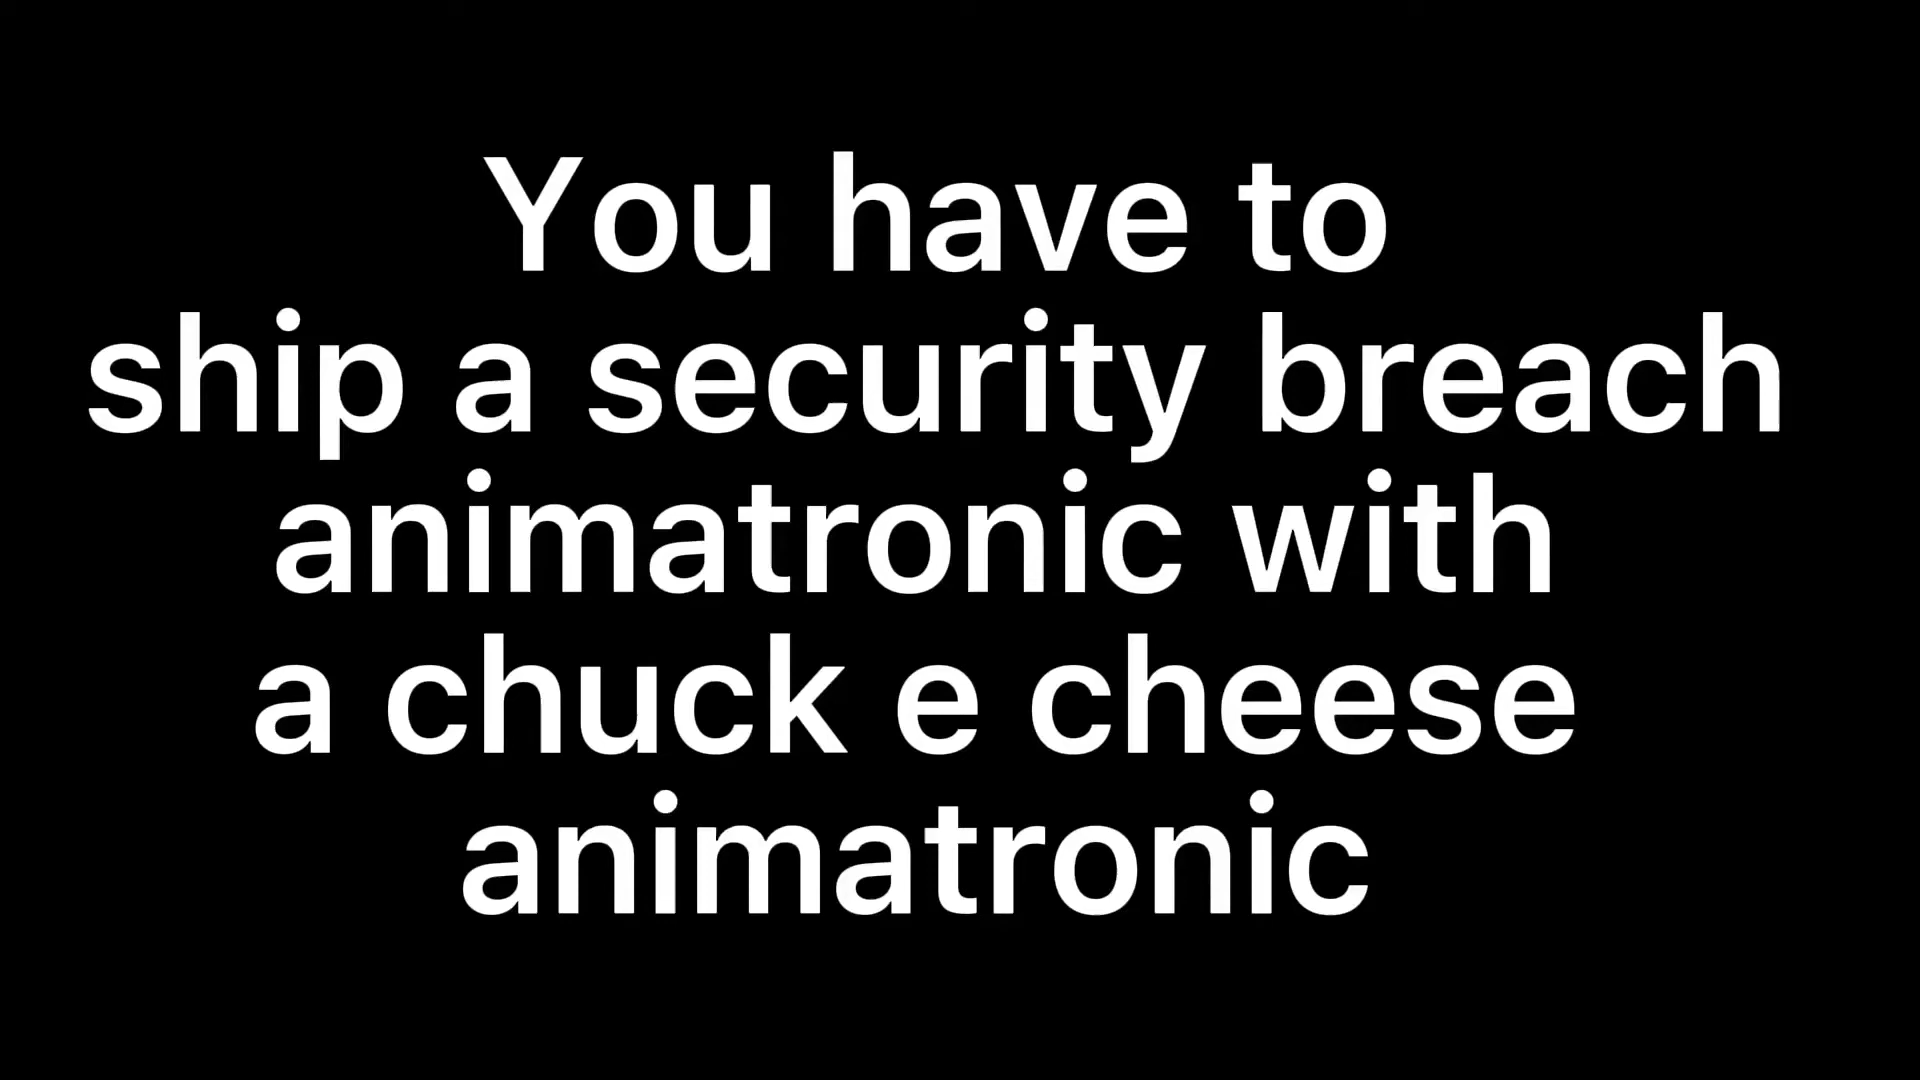 You have to
ship a security breach
animatronic with
a chuck e cheese
animatronic